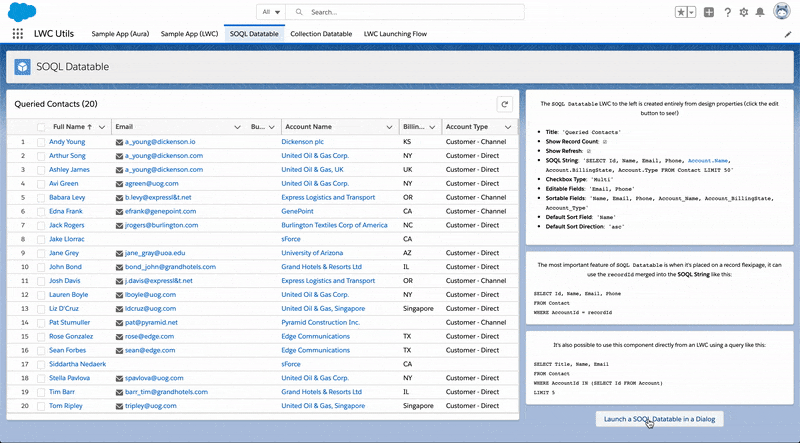 All
Search...
LWC Utils
Sample App (Aura)
Sample App (LWC)
SOQL Datatable
Collection Datatable
LWC Launching Flow
SOQL Datatable
Queried Contacts (20)
Full Name Email Bu... Account Name Billin... Account Type
1 Andy Young a_young@dickenson.io Dickenson plc KS Customer - Channel
2 Arthur Song a_young@dickenson.com United Oil & Gas Corp. NY Customer - Direct
3 Ashley James a_young@dickenson.com United Oil & Gas, UK UK Customer - Direct
4 Avi Green agreen@uog.com United Oil & Gas Corp. NY Customer - Direct
5 Babara Levy b.levy@expressl&t.net Express Logistics and Transport OR Customer - Channel
6 Edna Frank efrank@genepoint.com GenePoint CA Customer - Channel
7 Jack Rogers jrogers@burlington.com Burlington Textiles Corp of America NC Customer - Direct
8 Jake Llorrac sForce CA
9 Jane Grey jane_gray@uoa.edu University of Arizona AZ Customer - Direct
10 John Bond bond_john@grandhotels.com Grand Hotels & Resorts Ltd IL Customer - Direct
11 Josh Davis j.davis@expressl&t.net Express Logistics and Transport OR Customer - Channel
12 Lauren Boyle lboyle@uog.com United Oil & Gas Corp. NY Customer - Direct
13 Liz D'Cruz ldcruz@uog.com United Oil & Gas, Singapore Singapore Customer - Direct
14 Pat Stumuller pat@pyramid.net Pyramid Construction Inc. Customer - Channel
15 Rose Gonzalez rose@edge.com Edge Communications TX Customer - Direct
16 Sean Forbes sean@edge.com Edge Communications TX Customer - Direct
17 Siddartha Nedaerk sForce CA
18 Stella Pavlova spavlova@uog.com United Oil & Gas Corp. NY Customer - Direct
19 Tim Barr barr_tim@grandhotels.com Grand Hotels & Resorts Ltd IL Customer - Direct
20 Tom Ripley tripley@uog.com United Oil & Gas, Singapore Singapore Customer - Direct
The SOQL Datatable LWC to the left is created entirely from design properties (click the edit
button to see!)
Title: 'Queried Contacts'
Show Record Count:
Show Refresh:
SOQL String: 'SELECT Id, Name, Email, Phone, Account.Name,
Account.BillingState, Account.Type FROM Contact LIMIT 50'
Checkbox Type: 'Multi'
Editable Fields: 'Email, Phone'
Sortable Fields: 'Name, Email, Phone, Account_Name, Account_BillingState,
Account_Type'
Default Sort Field: 'Name'
Default Sort Direction: 'asc'
The most important feature of SOQL Datatable is when it's placed on a record flexipage, it can
use the recordId merged into the SOQL String like this:
SELECT Id, Name, Email, Phone
FROM Contact
WHERE AccountId = recordId
It's also possible to use this component directly from an LWC using a query like this:
SELECT Title, Name, Email
FROM Contact
WHERE AccountId IN (SELECT Id FROM Account)
LIMIT 5
Launch a SOQL Datatable in a Dialog